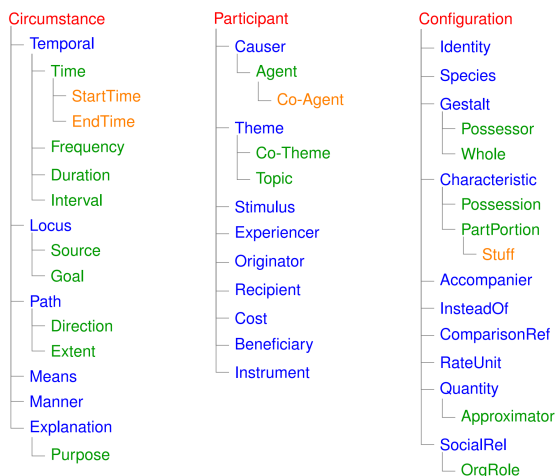 Circumstance
Temporal
Time
StartTime
EndTime
Frequency
Duration
Interval
Locus
Source
Goal
Path
Direction
Extent
Means
Manner
Explanation
Purpose
Participant
Causer
Agent
Co-Agent
Theme
Co-Theme
Topic
Stimulus
Experiencer
Originator
Recipient
Cost
Beneficiary
Instrument
Configuration
Identity
Species
Gestalt
Possessor
Whole
Characteristic
Possession
PartPortion
Stuff
Accompanier
InsteadOf
ComparisonRef
RateUnit
Quantity
Approximator
SocialRel
OrgRole